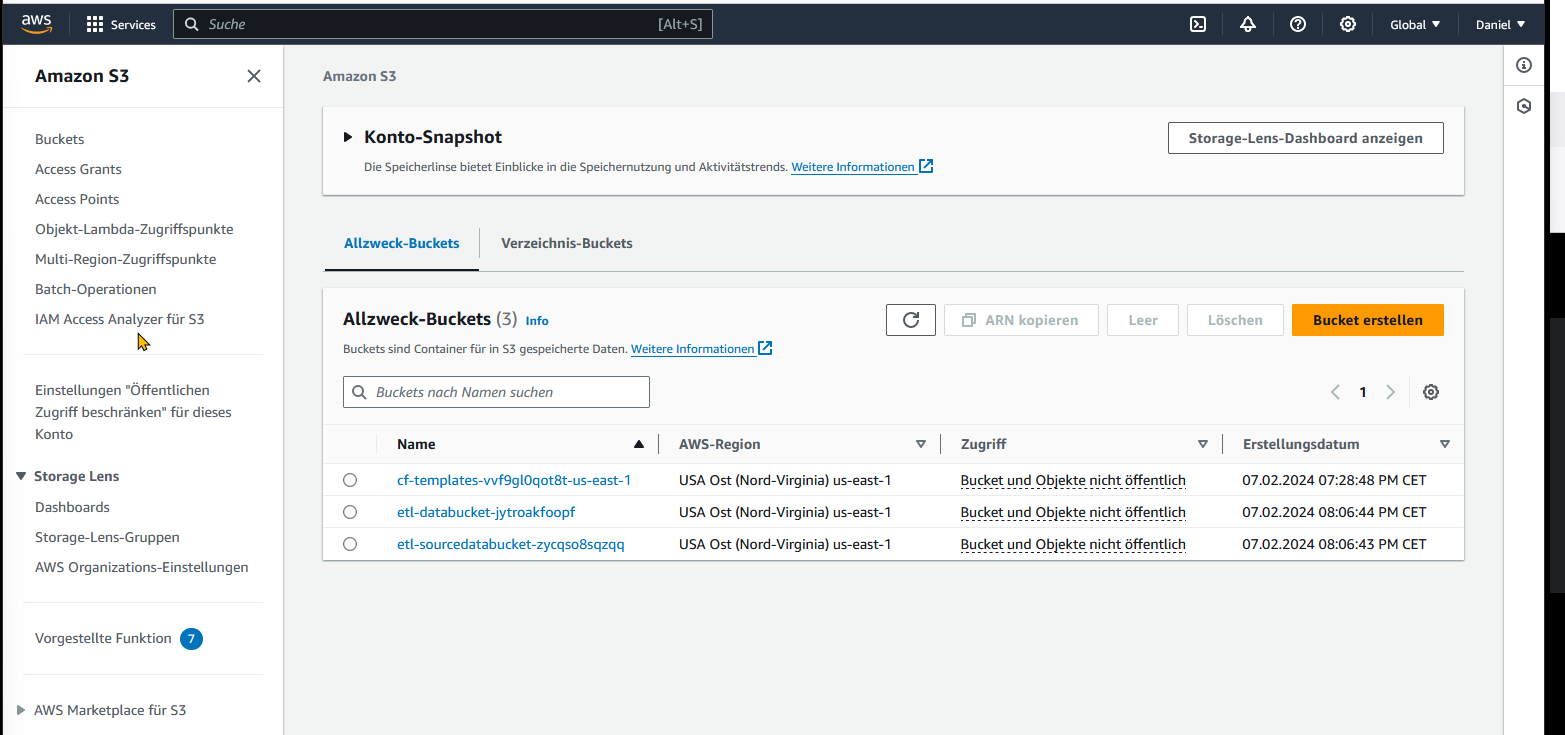 aws
Services
Suche
[Alt+S]
Global
Daniel
Amazon S3
Buckets
Access Grants
Access Points
Objekt-Lambda-Zugriffspunkte
Multi-Region-Zugriffspunkte
Batch-Operationen
IAM Access Analyzer für S3
Einstellungen "Öffentlichen
Zugriff beschränken" für dieses
Konto
Storage Lens
Dashboards
Storage-Lens-Gruppen
AWS Organizations-Einstellungen
Vorgestellte Funktion 7
AWS Marketplace für S3
Amazon S3
Konto-Snapshot
Storage-Lens-Dashboard anzeigen
Die Speicherlinse bietet Einblicke in die Speichernutzung und Aktivitätstrends. Weitere Informationen
Allzweck-Buckets
Verzeichnis-Buckets
Allzweck-Buckets (3) Info
ARN kopieren
Leer
Löschen
Bucket erstellen
Buckets sind Container für in S3 gespeicherte Daten. Weitere Informationen
Buckets nach Namen suchen
1
Name AWS-Region Zugriff Erstellungsdatum
cf-templates-vvf9gl0qot8t-us-east-1 USA Ost (Nord-Virginia) us-east-1 Bucket und Objekte nicht öffentlich 07.02.2024 07:28:48 PM CET
etl-databucket-jytroakfoopf USA Ost (Nord-Virginia) us-east-1 Bucket und Objekte nicht öffentlich 07.02.2024 08:06:44 PM CET
etl-sourcedatabucket-zycqso8sqzqq USA Ost (Nord-Virginia) us-east-1 Bucket und Objekte nicht öffentlich 07.02.2024 08:06:43 PM CET